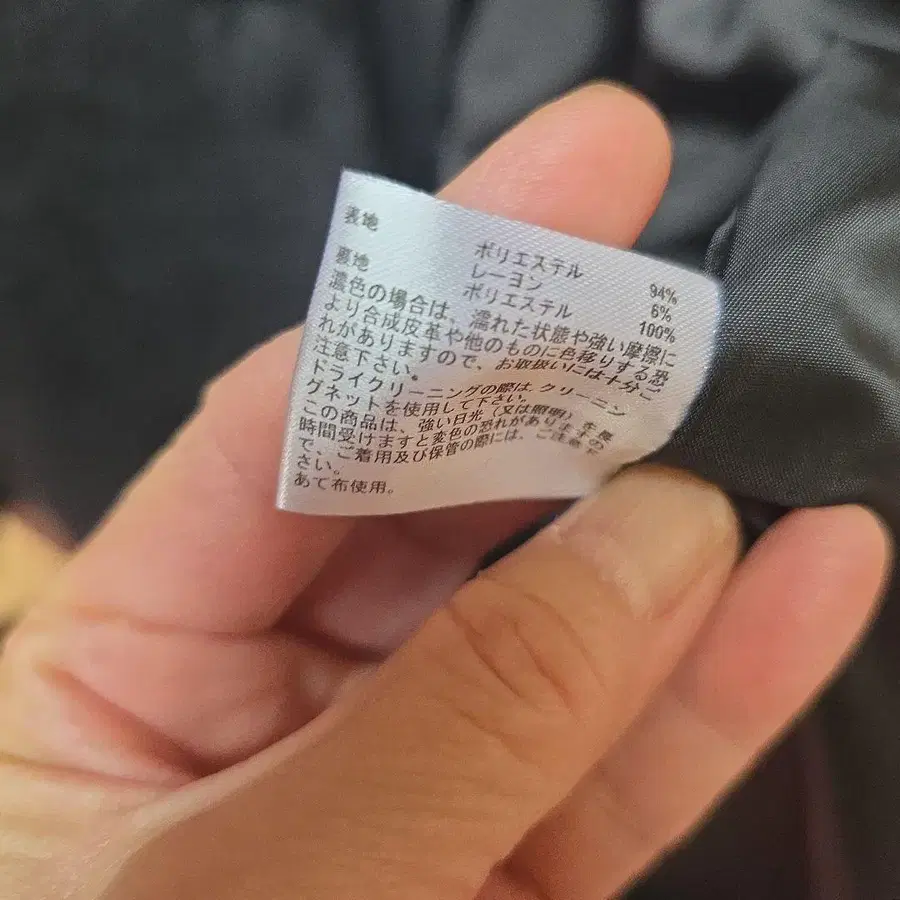 表地 ポリエステル 94%
レーヨン 6%
裏地 ポリエステル 100%
濃色の場合は、濡れた状態や強い摩擦に
より合成皮革や他のものに色移りする恐
れがありますので、お取扱いには十分ご
注意下さい。
ドライクリーニングの際は クリーニン
グネットを使用して下さい。
この商品は、強い日光(又は照明)を長
時間受けますと変色の恐れがありますの
で、ご着用及び保管の際には、ご注意下
さい。
あて布使用。